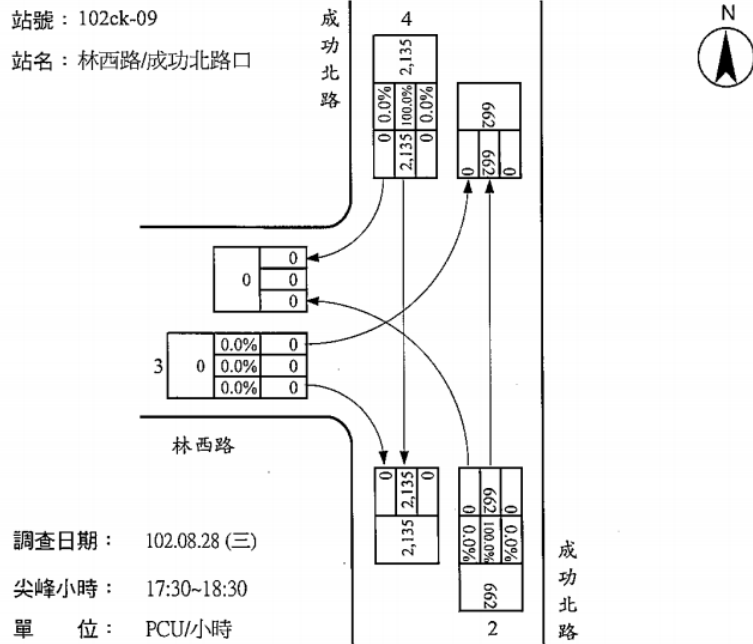 站號：102ck-09
站名：林西路/成功北路口
成功北路
4
N
2,135
0.0% 100.0% 0.0%
0 2,135 0
662
0 662 0
0 0
0
0
3 0 0.0% 0
0.0% 0
0.0% 0
林西路
0 2,135 0
2,135
0 662 0
0.0% 100.0% 0.0%
662
2
成功北路
調查日期： 102.08.28 (三)
尖峰小時： 17:30~18:30
單 位： PCU/小時